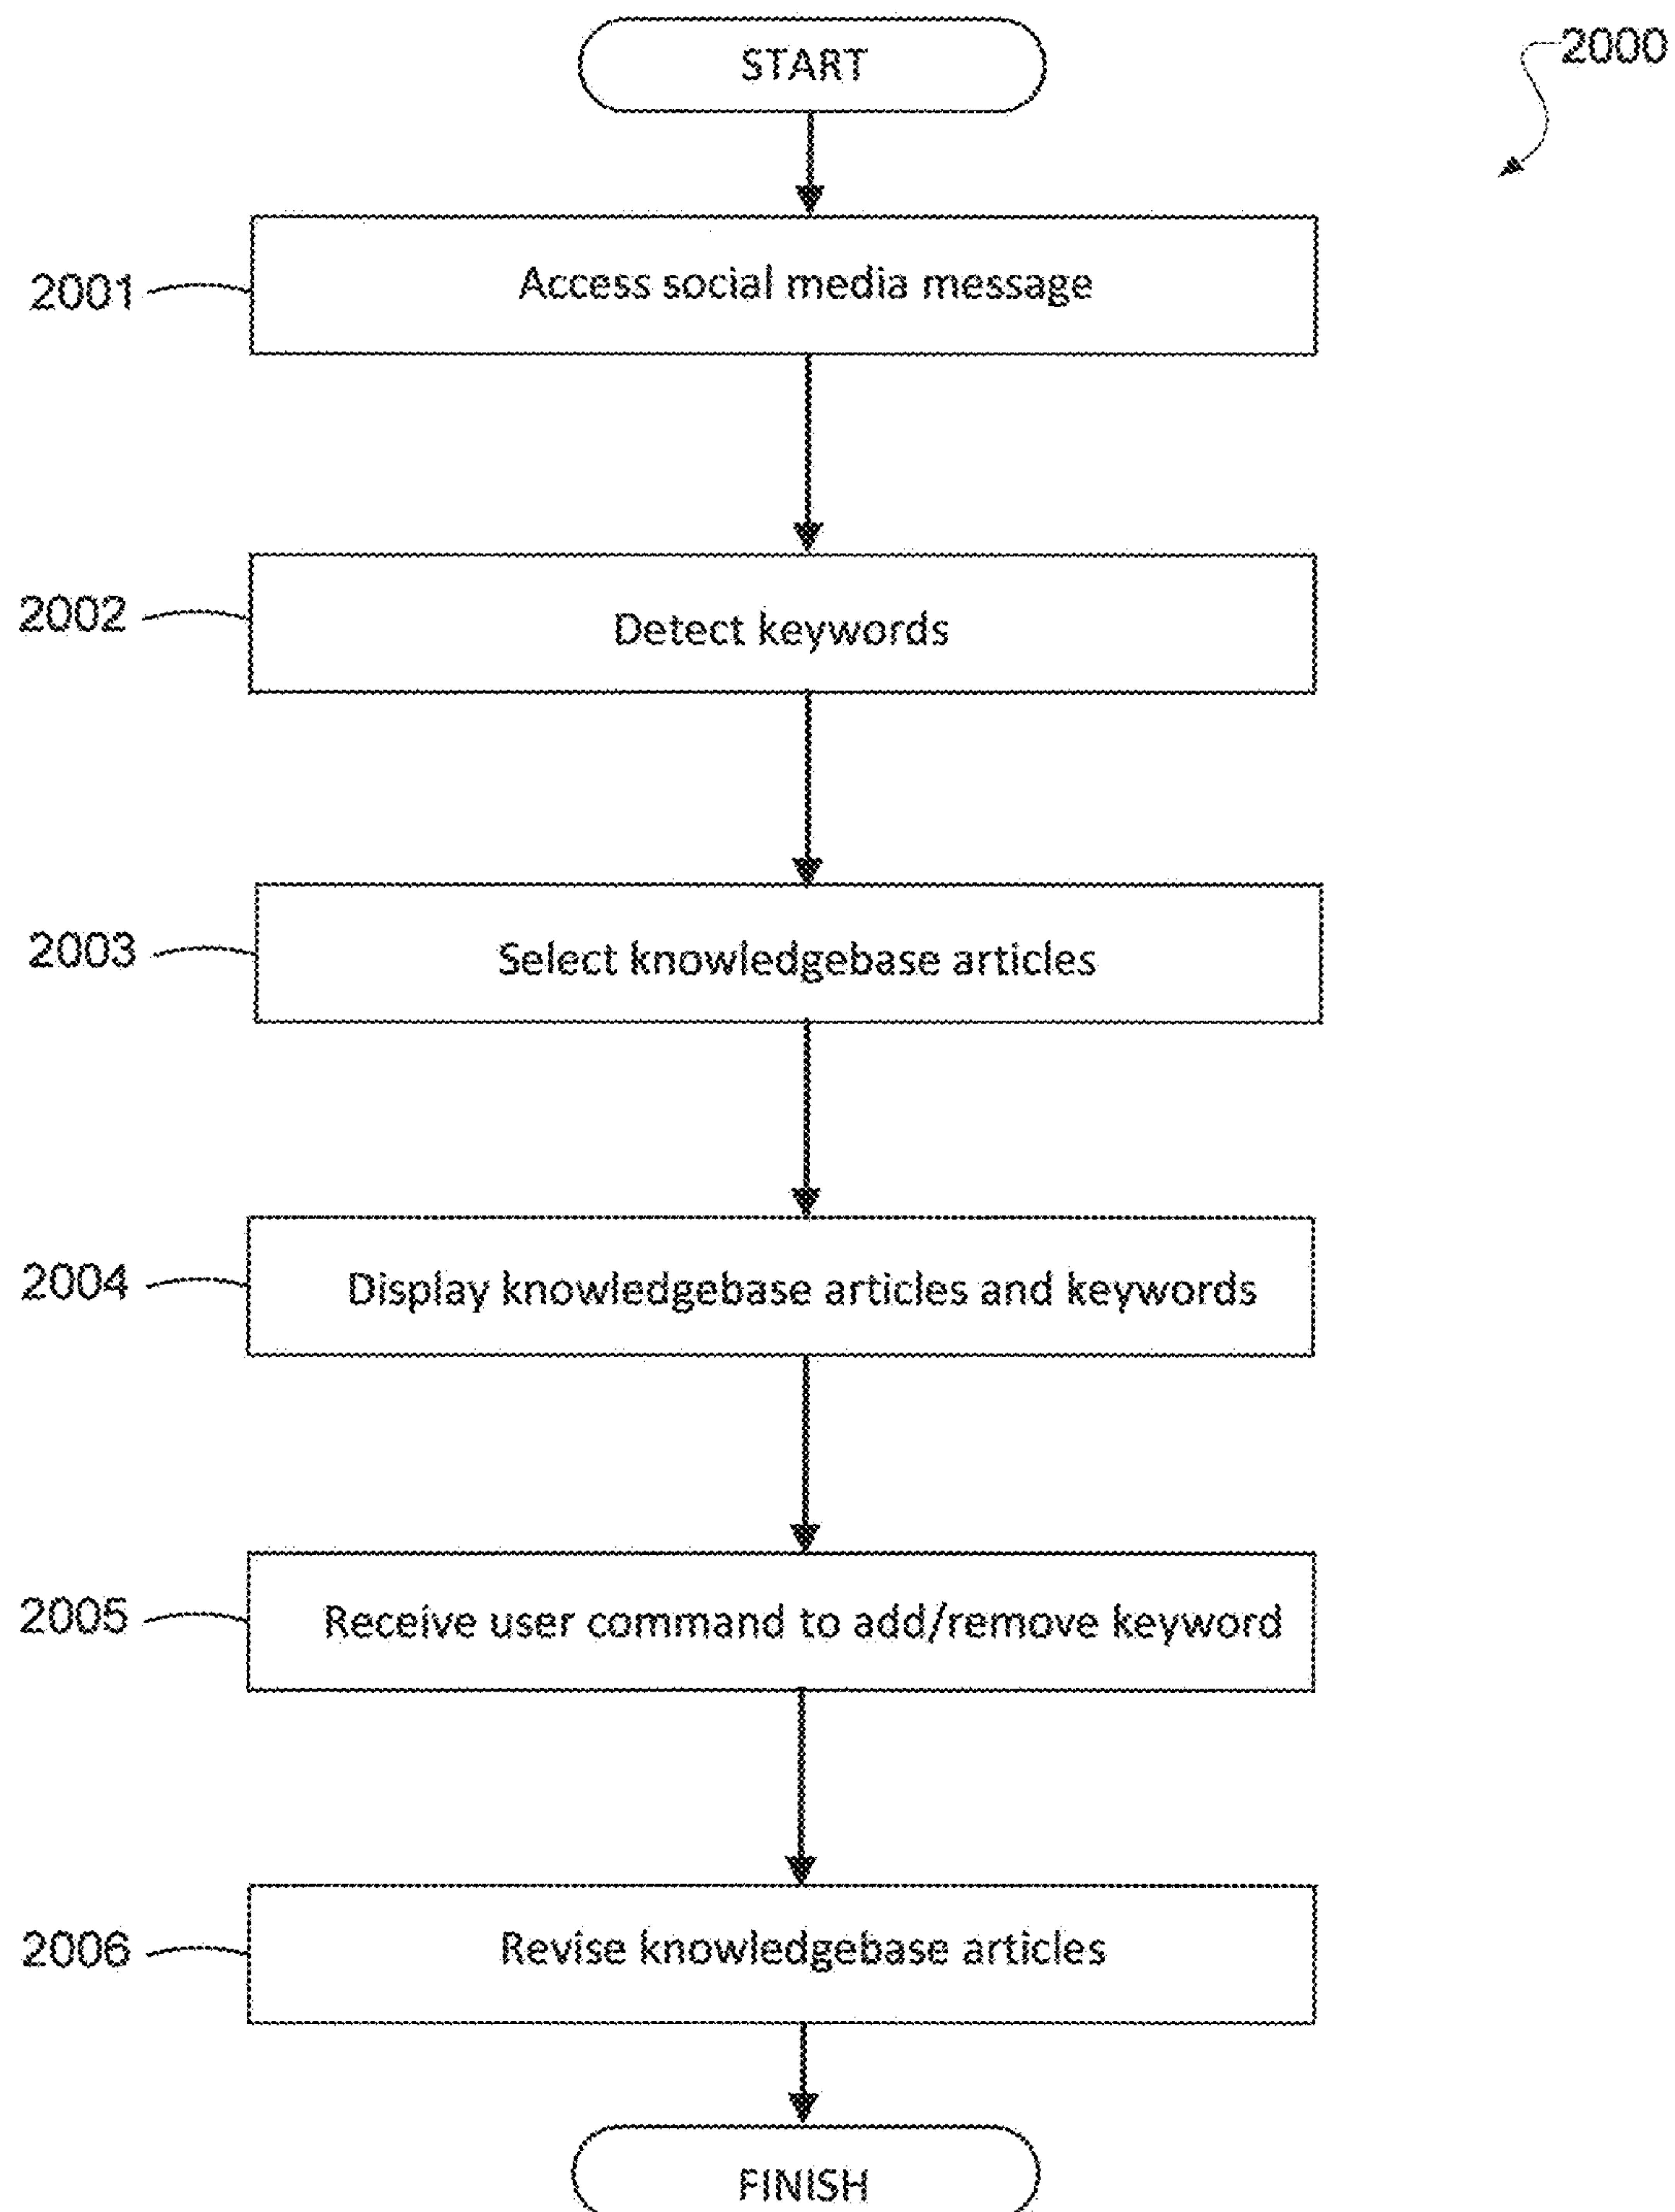 START
2000
2001
Access social media message
2002
Detect keywords
2003
Select knowledgebase articles
2004
Display knowledgebase articles and keywords
2005
Receive user command to add/remove keyword
2006
Revise knowledgebase articles
FINISH